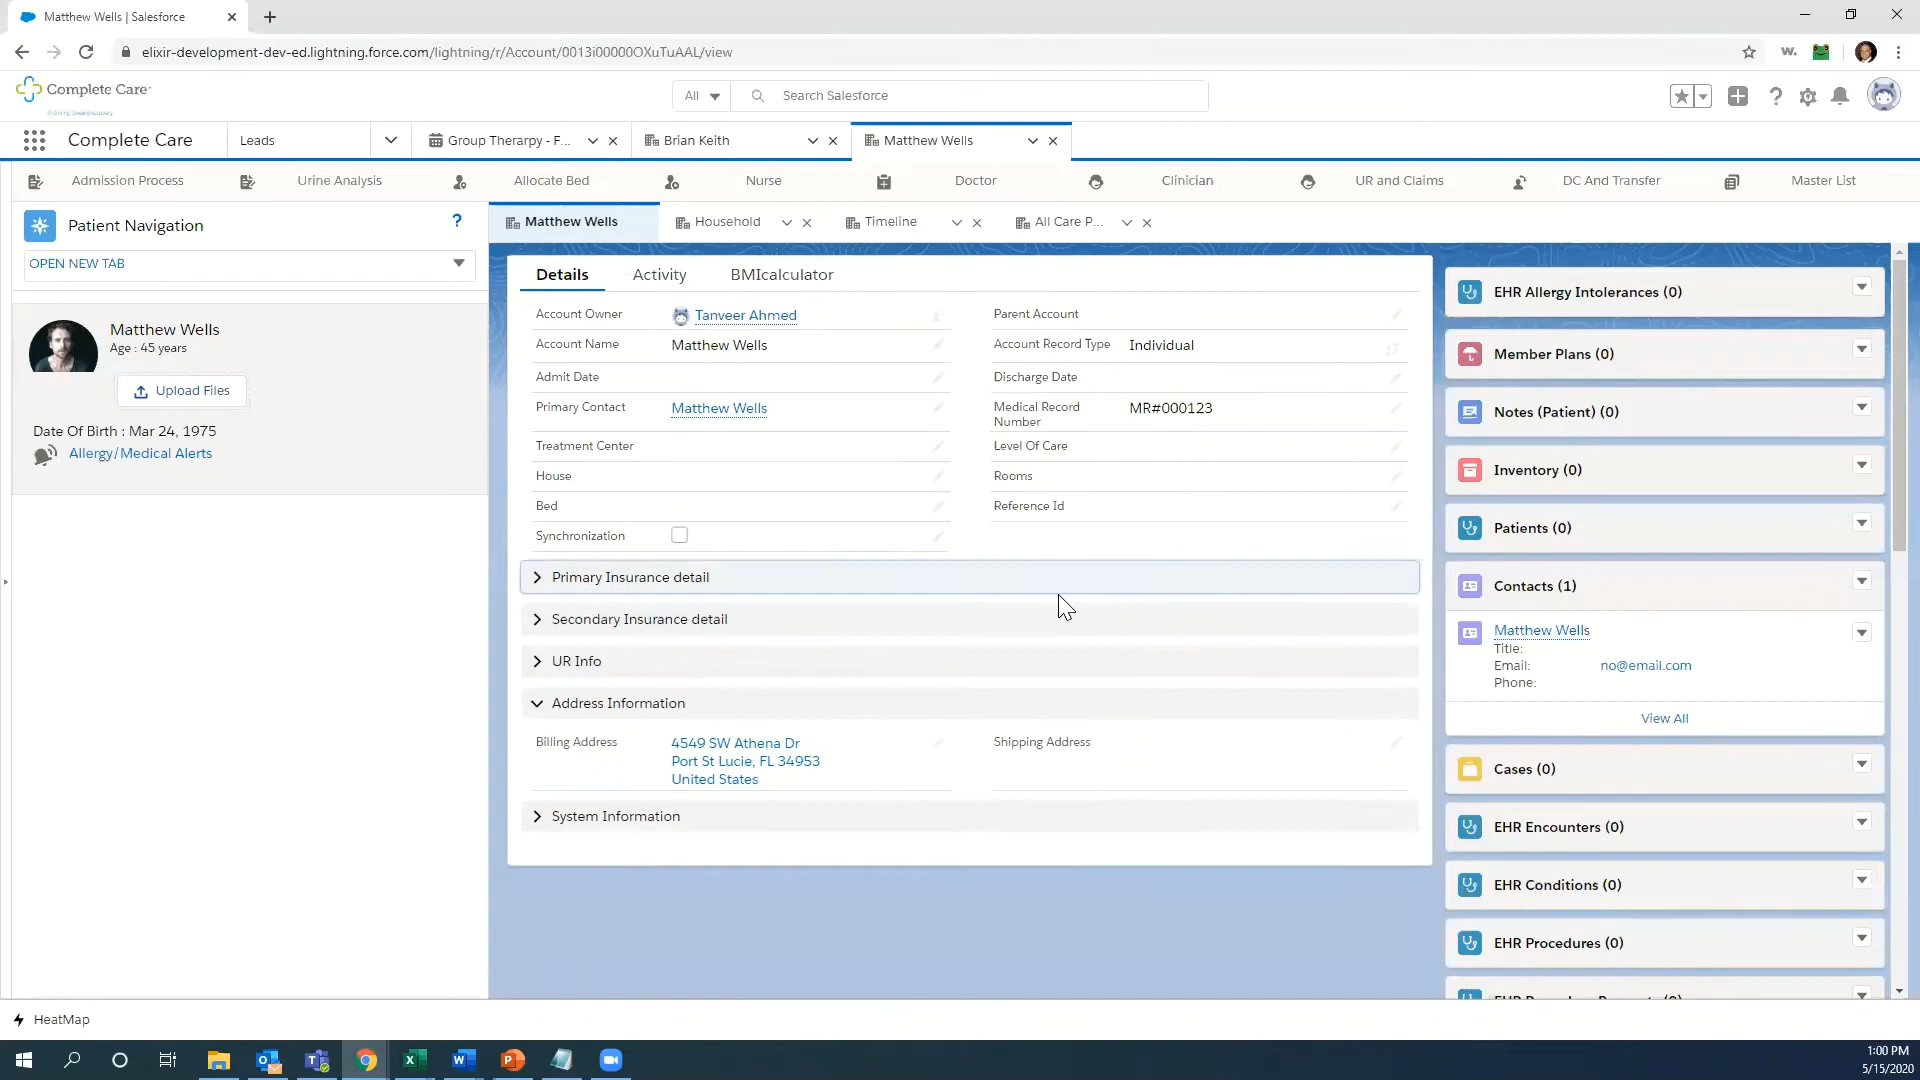 Matthew Wells | Salesforce
elixir-development-dev-ed.lightning.force.com/lightning/r/Account/0013i00000OXuTuAAL/view
w.
Complete Care
All
Search Salesforce
Complete Care
Leads
Group Therarpy - F...
Brian Keith
Matthew Wells
Admission Process
Urine Analysis
Allocate Bed
Nurse
Doctor
Clinician
UR and Claims
DC And Transfer
Master List
Patient Navigation
?
OPEN NEW TAB
Matthew Wells
Age : 45 years
Upload Files
Date Of Birth : Mar 24, 1975
Allergy/Medical Alerts
Matthew Wells
Household
Timeline
All Care P...
Details
Activity
BMIcalculator
Account Owner
Tanveer Ahmed
Parent Account
Account Name
Matthew Wells
Account Record Type
Individual
Admit Date
Discharge Date
Primary Contact
Matthew Wells
Medical Record
Number
MR#000123
Treatment Center
Level Of Care
House
Rooms
Bed
Reference Id
Synchronization
Primary Insurance detail
Secondary Insurance detail
UR Info
Address Information
Billing Address
4549 SW Athena Dr
Port St Lucie, FL 34953
United States
Shipping Address
System Information
EHR Allergy Intolerances (0)
Member Plans (0)
Notes (Patient) (0)
Inventory (0)
Patients (0)
Contacts (1)
Matthew Wells
Title:
Email:
no@email.com
Phone:
View All
Cases (0)
EHR Encounters (0)
EHR Conditions (0)
EHR Procedures (0)
HeatMap
1:00 PM
5/15/2020